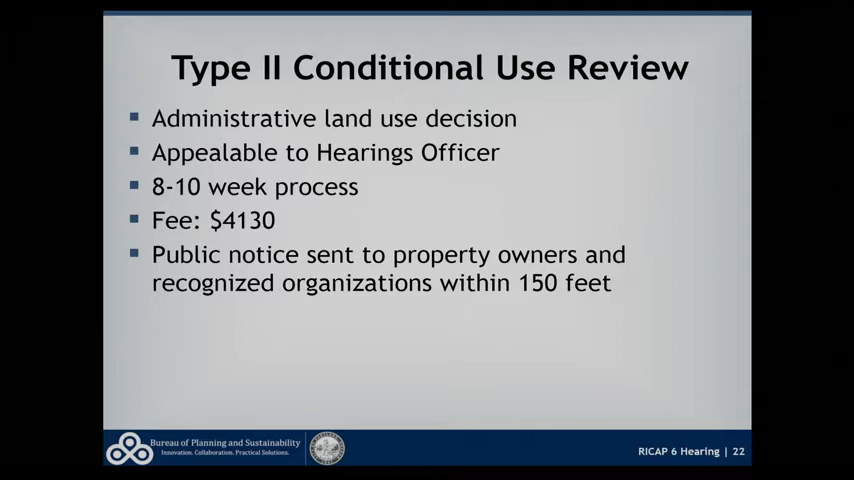 Type II Conditional Use Review
Administrative land use decision
Appealable to Hearings Officer
8-10 week process
Fee: $4130
Public notice sent to property owners and
recognized organizations within 150 feet
Bureau of Planning and Sustainability
Innovation. Collaboration. Practical Solutions.
RICAP 6 Hearing | 22